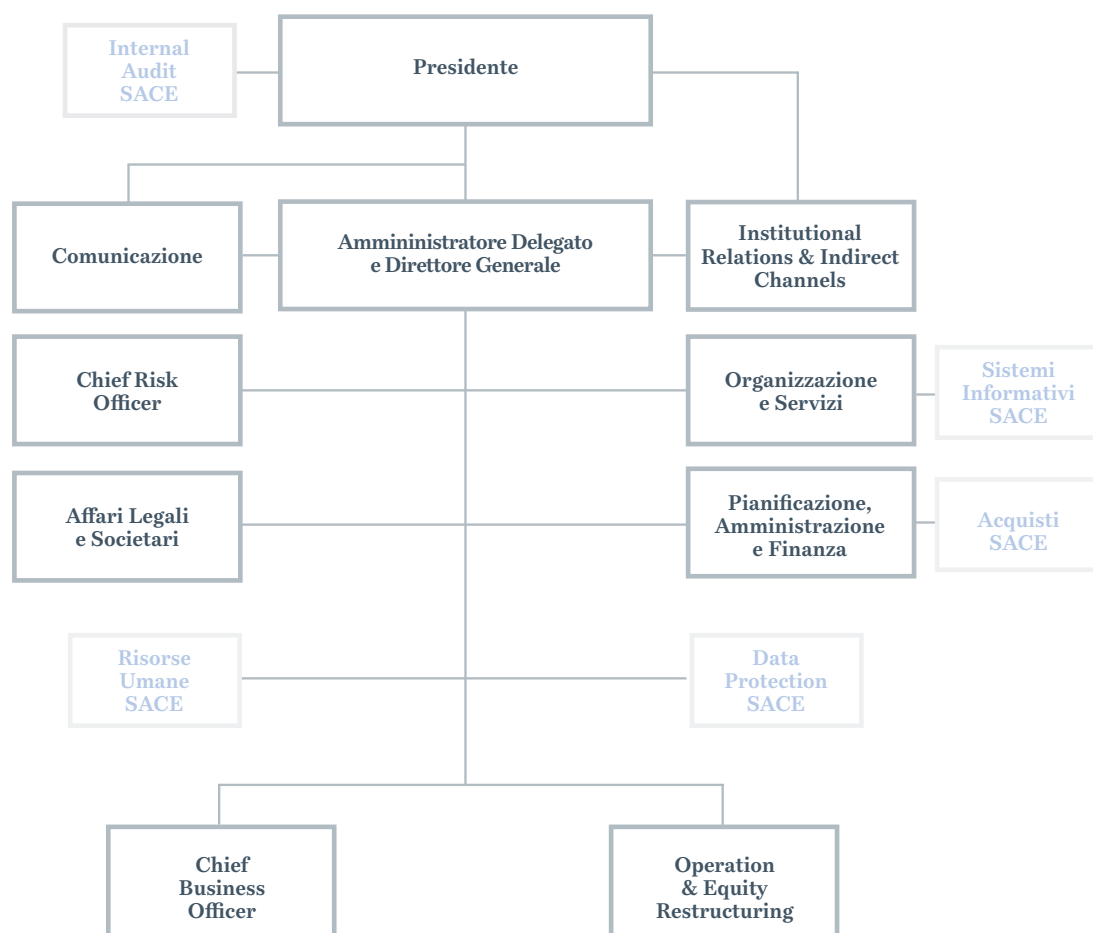 Internal
Audit
SACE
Presidente
Comunicazione
Ammininistratore Delegato
e Direttore Generale
Institutional
Relations & Indirect
Channels
Chief Risk
Officer
Organizzazione
e Servizi
Sistemi
Informativi
SACE
Affari Legali
e Societari
Pianificazione,
Amministrazione
e Finanza
Acquisti
SACE
Risorse
Umane
SACE
Data
Protection
SACE
Chief
Business
Officer
Operation
& Equity
Restructuring